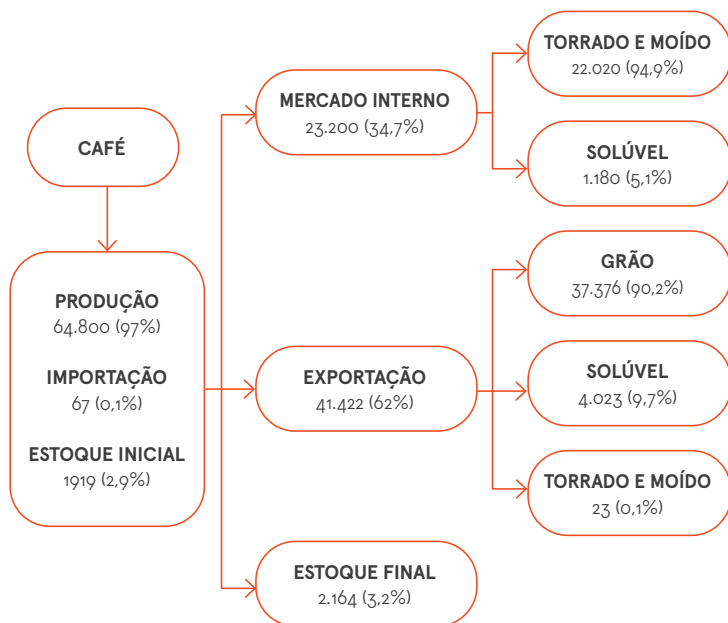 CAFÉ
PRODUÇÃO
64.800 (97%)
IMPORTAÇÃO
67 (0,1%)
ESTOQUE INICIAL
1919 (2,9%)
MERCADO INTERNO
23.200 (34,7%)
TORRADO E MOÍDO
22.020 (94,9%)
SOLÚVEL
1.180 (5,1%)
EXPORTAÇÃO
41.422 (62%)
GRÃO
37.376 (90,2%)
SOLÚVEL
4.023 (9,7%)
TORRADO E MOÍDO
23 (0,1%)
ESTOQUE FINAL
2.164 (3,2%)